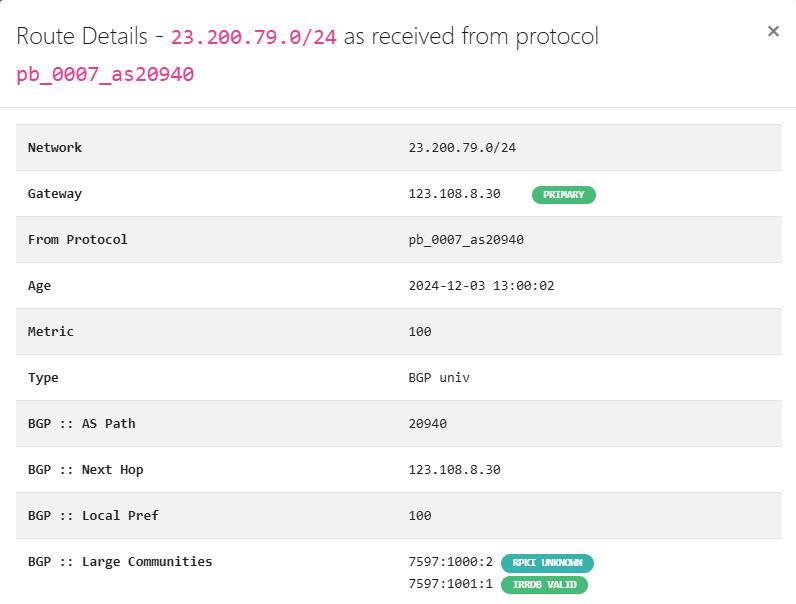 Route Details - 23.200.79.0/24 as received from protocol
pb_0007_as20940
×
Network 23.200.79.0/24
Gateway 123.108.8.30 PRIMARY
From Protocol pb_0007_as20940
Age 2024-12-03 13:00:02
Metric 100
Type BGP univ
BGP :: AS Path 20940
BGP :: Next Hop 123.108.8.30
BGP :: Local Pref 100
BGP :: Large Communities 7597:1000:2 RPKI UNKNOWN
7597:1001:1 IRRDB VALID